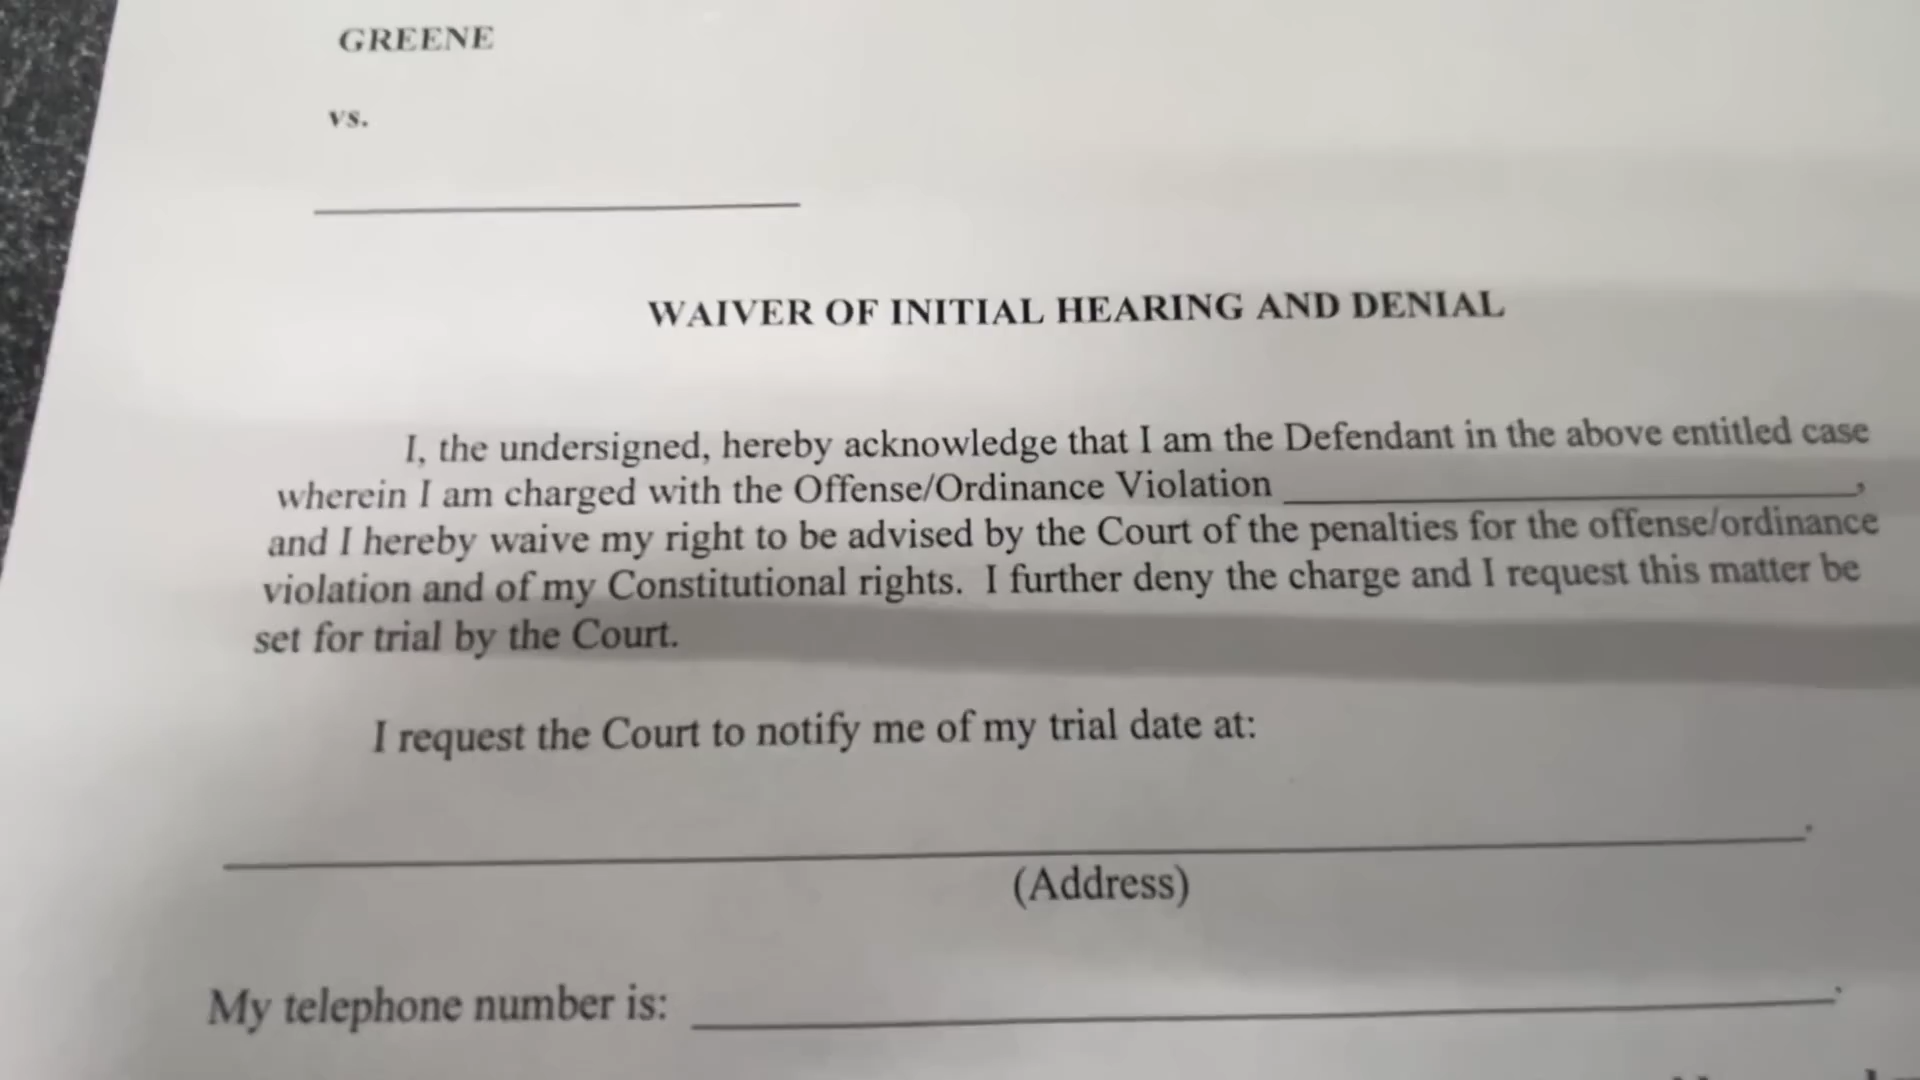 GREENE
vs.
WAIVER OF INITIAL HEARING AND DENIAL
I, the undersigned, hereby acknowledge that I am the Defendant in the above entitled case
wherein I am charged with the Offense/Ordinance Violation ____________________,
and I hereby waive my right to be advised by the Court of the penalties for the offense/ordinance
violation and of my Constitutional rights. I further deny the charge and I request this matter be
set for trial by the Court.
I request the Court to notify me of my trial date at:
(Address)
My telephone number is: ____________________.